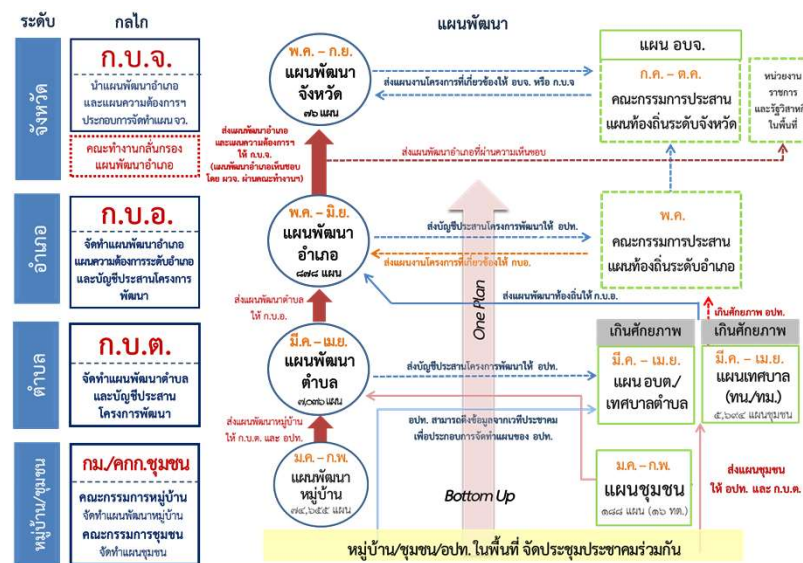 ระดับ
กลไก
แผนพัฒนา
จังหวัด
ก.บ.จ.
นำแผนพัฒนาอำเภอ
และแผนความต้องการฯ
ประกอบการจัดทำแผน จว.
คณะทำงานกลั่นกรอง
แผนพัฒนาอำเภอ
พ.ค. – ก.ย.
แผนพัฒนา
จังหวัด
๗๖ แผน
ส่งแผนงานโครงการที่เกี่ยวข้องให้ อบจ. หรือ ก.บ.จ
แผน อบจ.
ก.ค. – ต.ค.
คณะกรรมการประสาน
แผนท้องถิ่นระดับจังหวัด
หน่วยงาน
ราชการ
และรัฐวิสาหกิจ
ในพื้นที่
ส่งแผนพัฒนาอำเภอ
และแผนความต้องการฯ
ให้ ก.บ.จ.
(แผนพัฒนาอำเภอเห็นชอบ
โดย ผวจ. ผ่านคณะทำงานฯ)
ส่งแผนพัฒนาอำเภอที่ผ่านความเห็นชอบ
อำเภอ
ก.บ.อ.
จัดทำแผนพัฒนาอำเภอ
แผนความต้องการระดับอำเภอ
และบัญชีประสานโครงการ
พัฒนา
พ.ค. – มิ.ย.
แผนพัฒนา
อำเภอ
๘๗๘ แผน
ส่งบัญชีประสานโครงการพัฒนาให้ อปท.
ส่งแผนงานโครงการที่เกี่ยวข้องให้ กบอ.
พ.ค.
คณะกรรมการประสาน
แผนท้องถิ่นระดับอำเภอ
ส่งแผนพัฒนาตำบล
ให้ ก.บ.อ.
One Plan
ส่งแผนพัฒนาท้องถิ่นให้ ก.บ.อ.
เกินศักยภาพ อปท.
ตำบล
ก.บ.ต.
จัดทำแผนพัฒนาตำบล
และบัญชีประสาน
โครงการพัฒนา
มี.ค. – เม.ย.
แผนพัฒนา
ตำบล
๗,๐๓๖ แผน
ส่งบัญชีประสานโครงการพัฒนาให้ อปท.
เกินศักยภาพ
มี.ค. – เม.ย.
แผน อบต./
เทศบาลตำบล
เกินศักยภาพ
มี.ค. – เม.ย.
แผนเทศบาล
(ทน./ทม.)
๕,๖๙๔ แผนชุมชน
ส่งแผนพัฒนาหมู่บ้าน
ให้ ก.บ.ต. และ อปท.
อปท. สามารถดึงข้อมูลจากเวทีประชาคม
เพื่อประกอบการจัดทำแผนของ อปท.
หมู่บ้าน/ชุมชน
กม./คกก.ชุมชน
คณะกรรมการหมู่บ้าน
จัดทำแผนพัฒนาหมู่บ้าน
คณะกรรมการชุมชน
จัดทำแผนชุมชน
ม.ค. – ก.พ.
แผนพัฒนา
หมู่บ้าน
๗๔,๖๕๕ แผน
Bottom Up
ม.ค. – ก.พ.
แผนชุมชน
๑๘๘ แผน (๑๖ ทต.)
ส่งแผนชุมชน
ให้ อปท. และ ก.บ.ต.
หมู่บ้าน/ชุมชน/อปท. ในพื้นที่ จัดประชุมประชาคมร่วมกัน